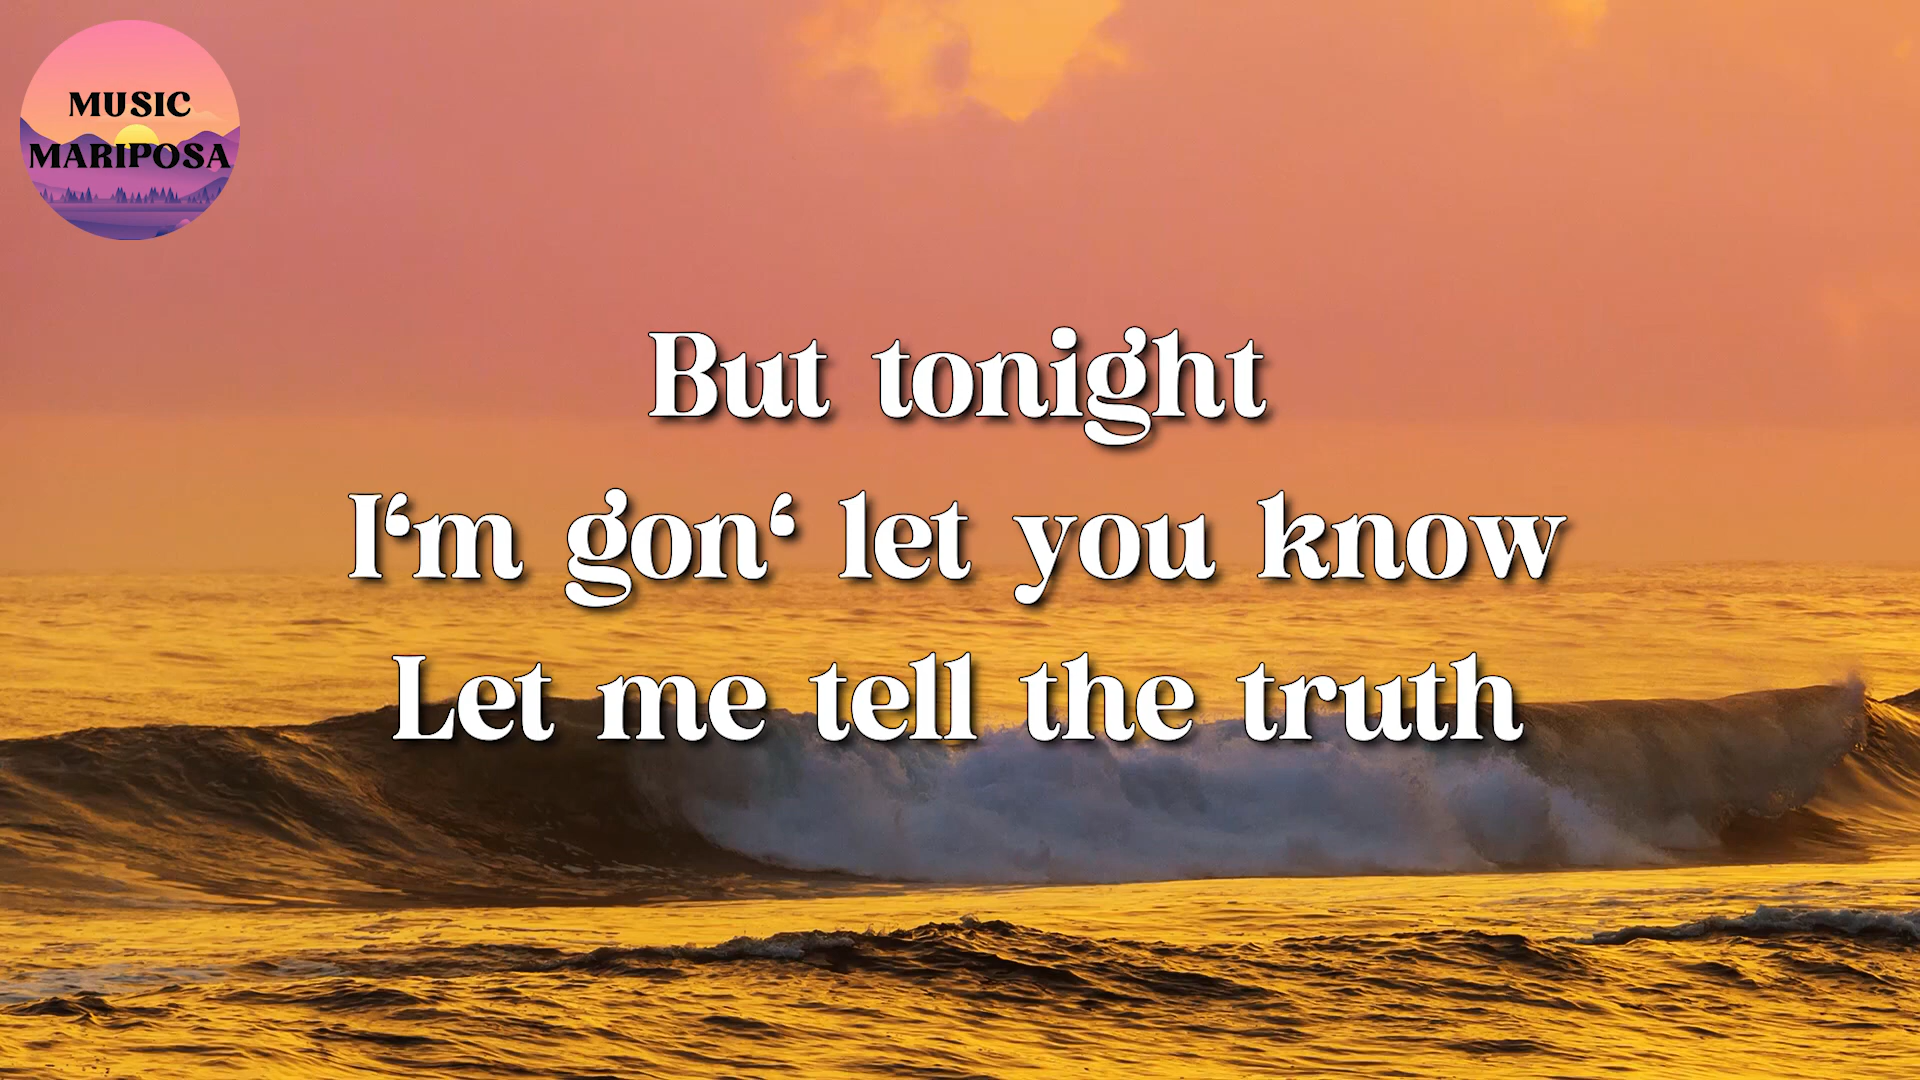 MUSIC
MARIPOSA
But tonight
I‘m gon‘ let you know
Let me tell the truth